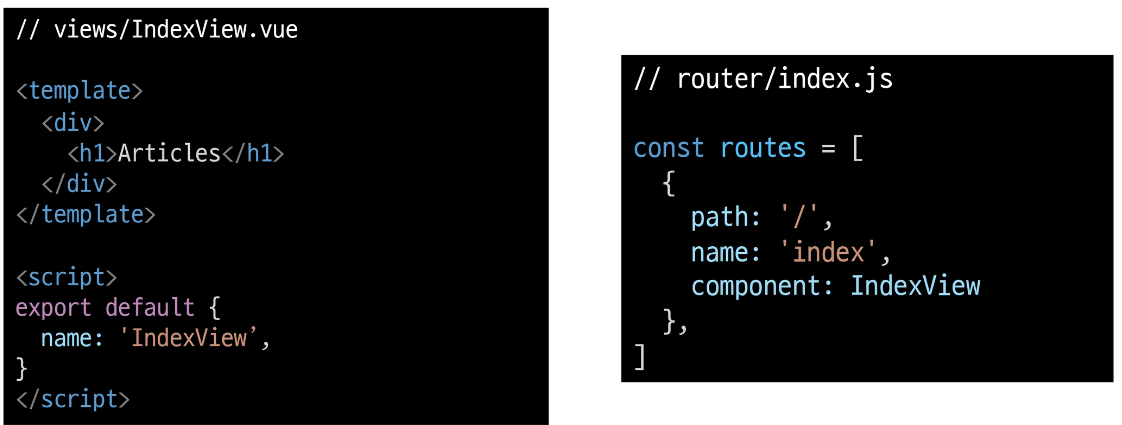 // views/IndexView.vue
<template>
  <div>
    <h1>Articles</h1>
  </div>
</template>
<script>
export default {
  name: 'IndexView’,
}
</script>
// router/index.js
const routes = [
  {
    path: '/',
    name: 'index',
    component: IndexView
  },
]